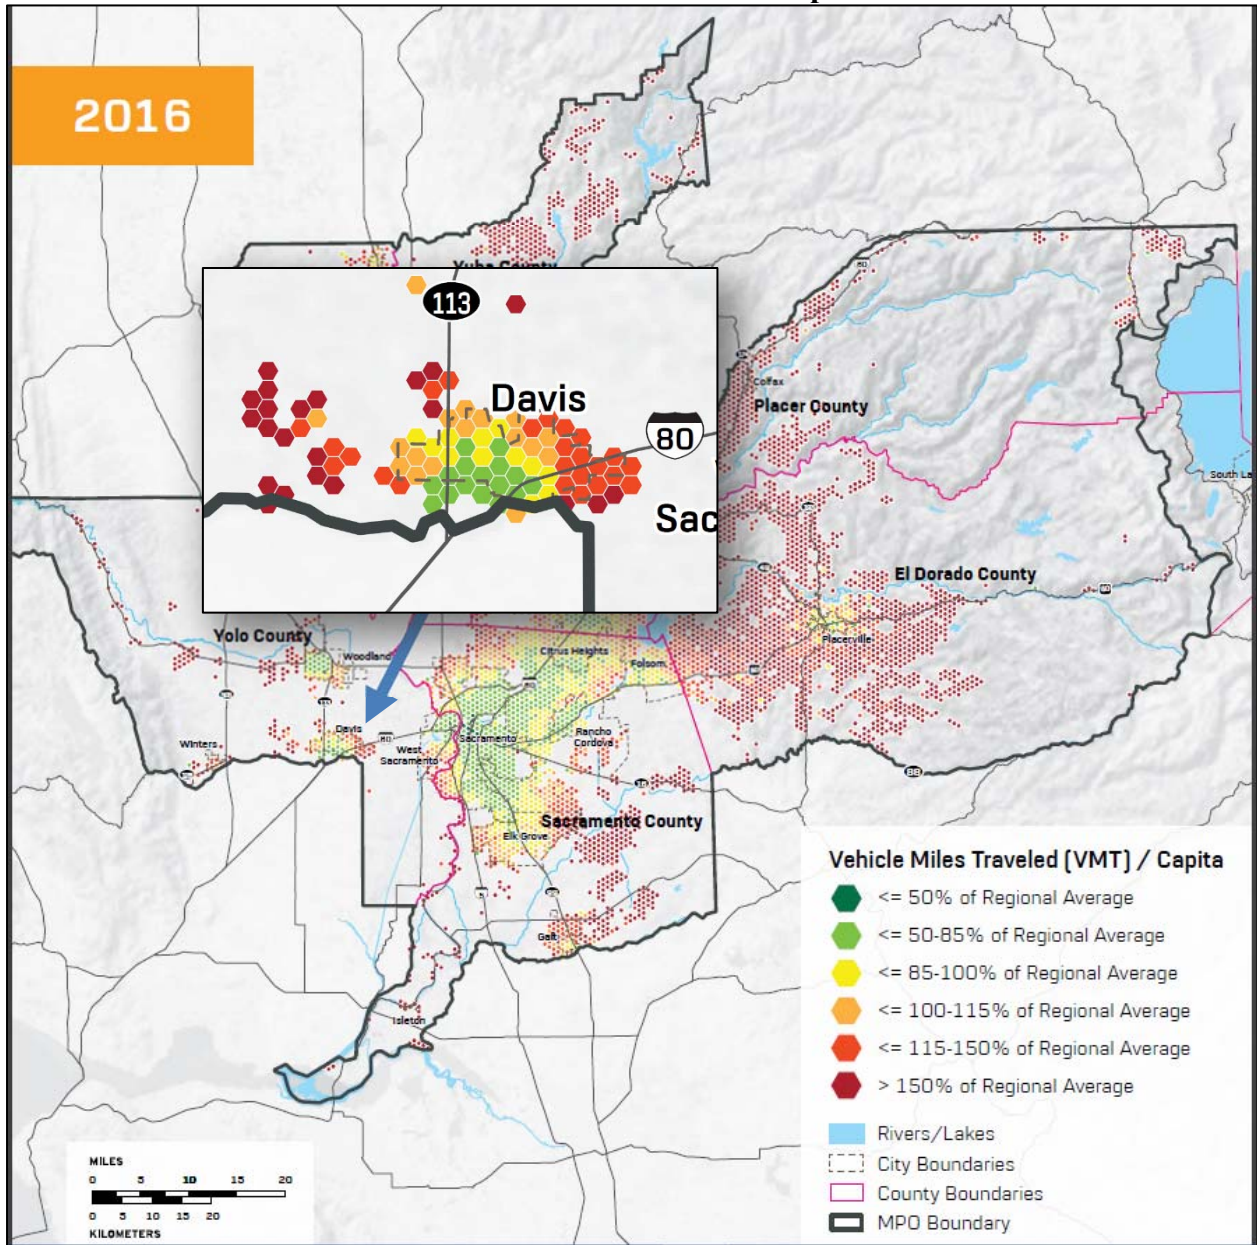 2016
Yuba County
113
Davis
80
Sac
80
Colfax
Placer County
South La
El Dorado County
Placerville
Yolo County
Woodland
Citrus Heights
Folsom
Davis
80
Winters
West
Sacramento
Sacramento
Rancho
Cordova
88
Sacramento County
Elk Grove
Galt
Isleton
Vehicle Miles Traveled (VMT) / Capita
<= 50% of Regional Average
<= 50-85% of Regional Average
<= 85-100% of Regional Average
<= 100-115% of Regional Average
<= 115-150% of Regional Average
> 150% of Regional Average
Rivers/Lakes
City Boundaries
County Boundaries
MPO Boundary
MILES
0 5 10 15 20
0 5 10 15 20
KILOMETERS